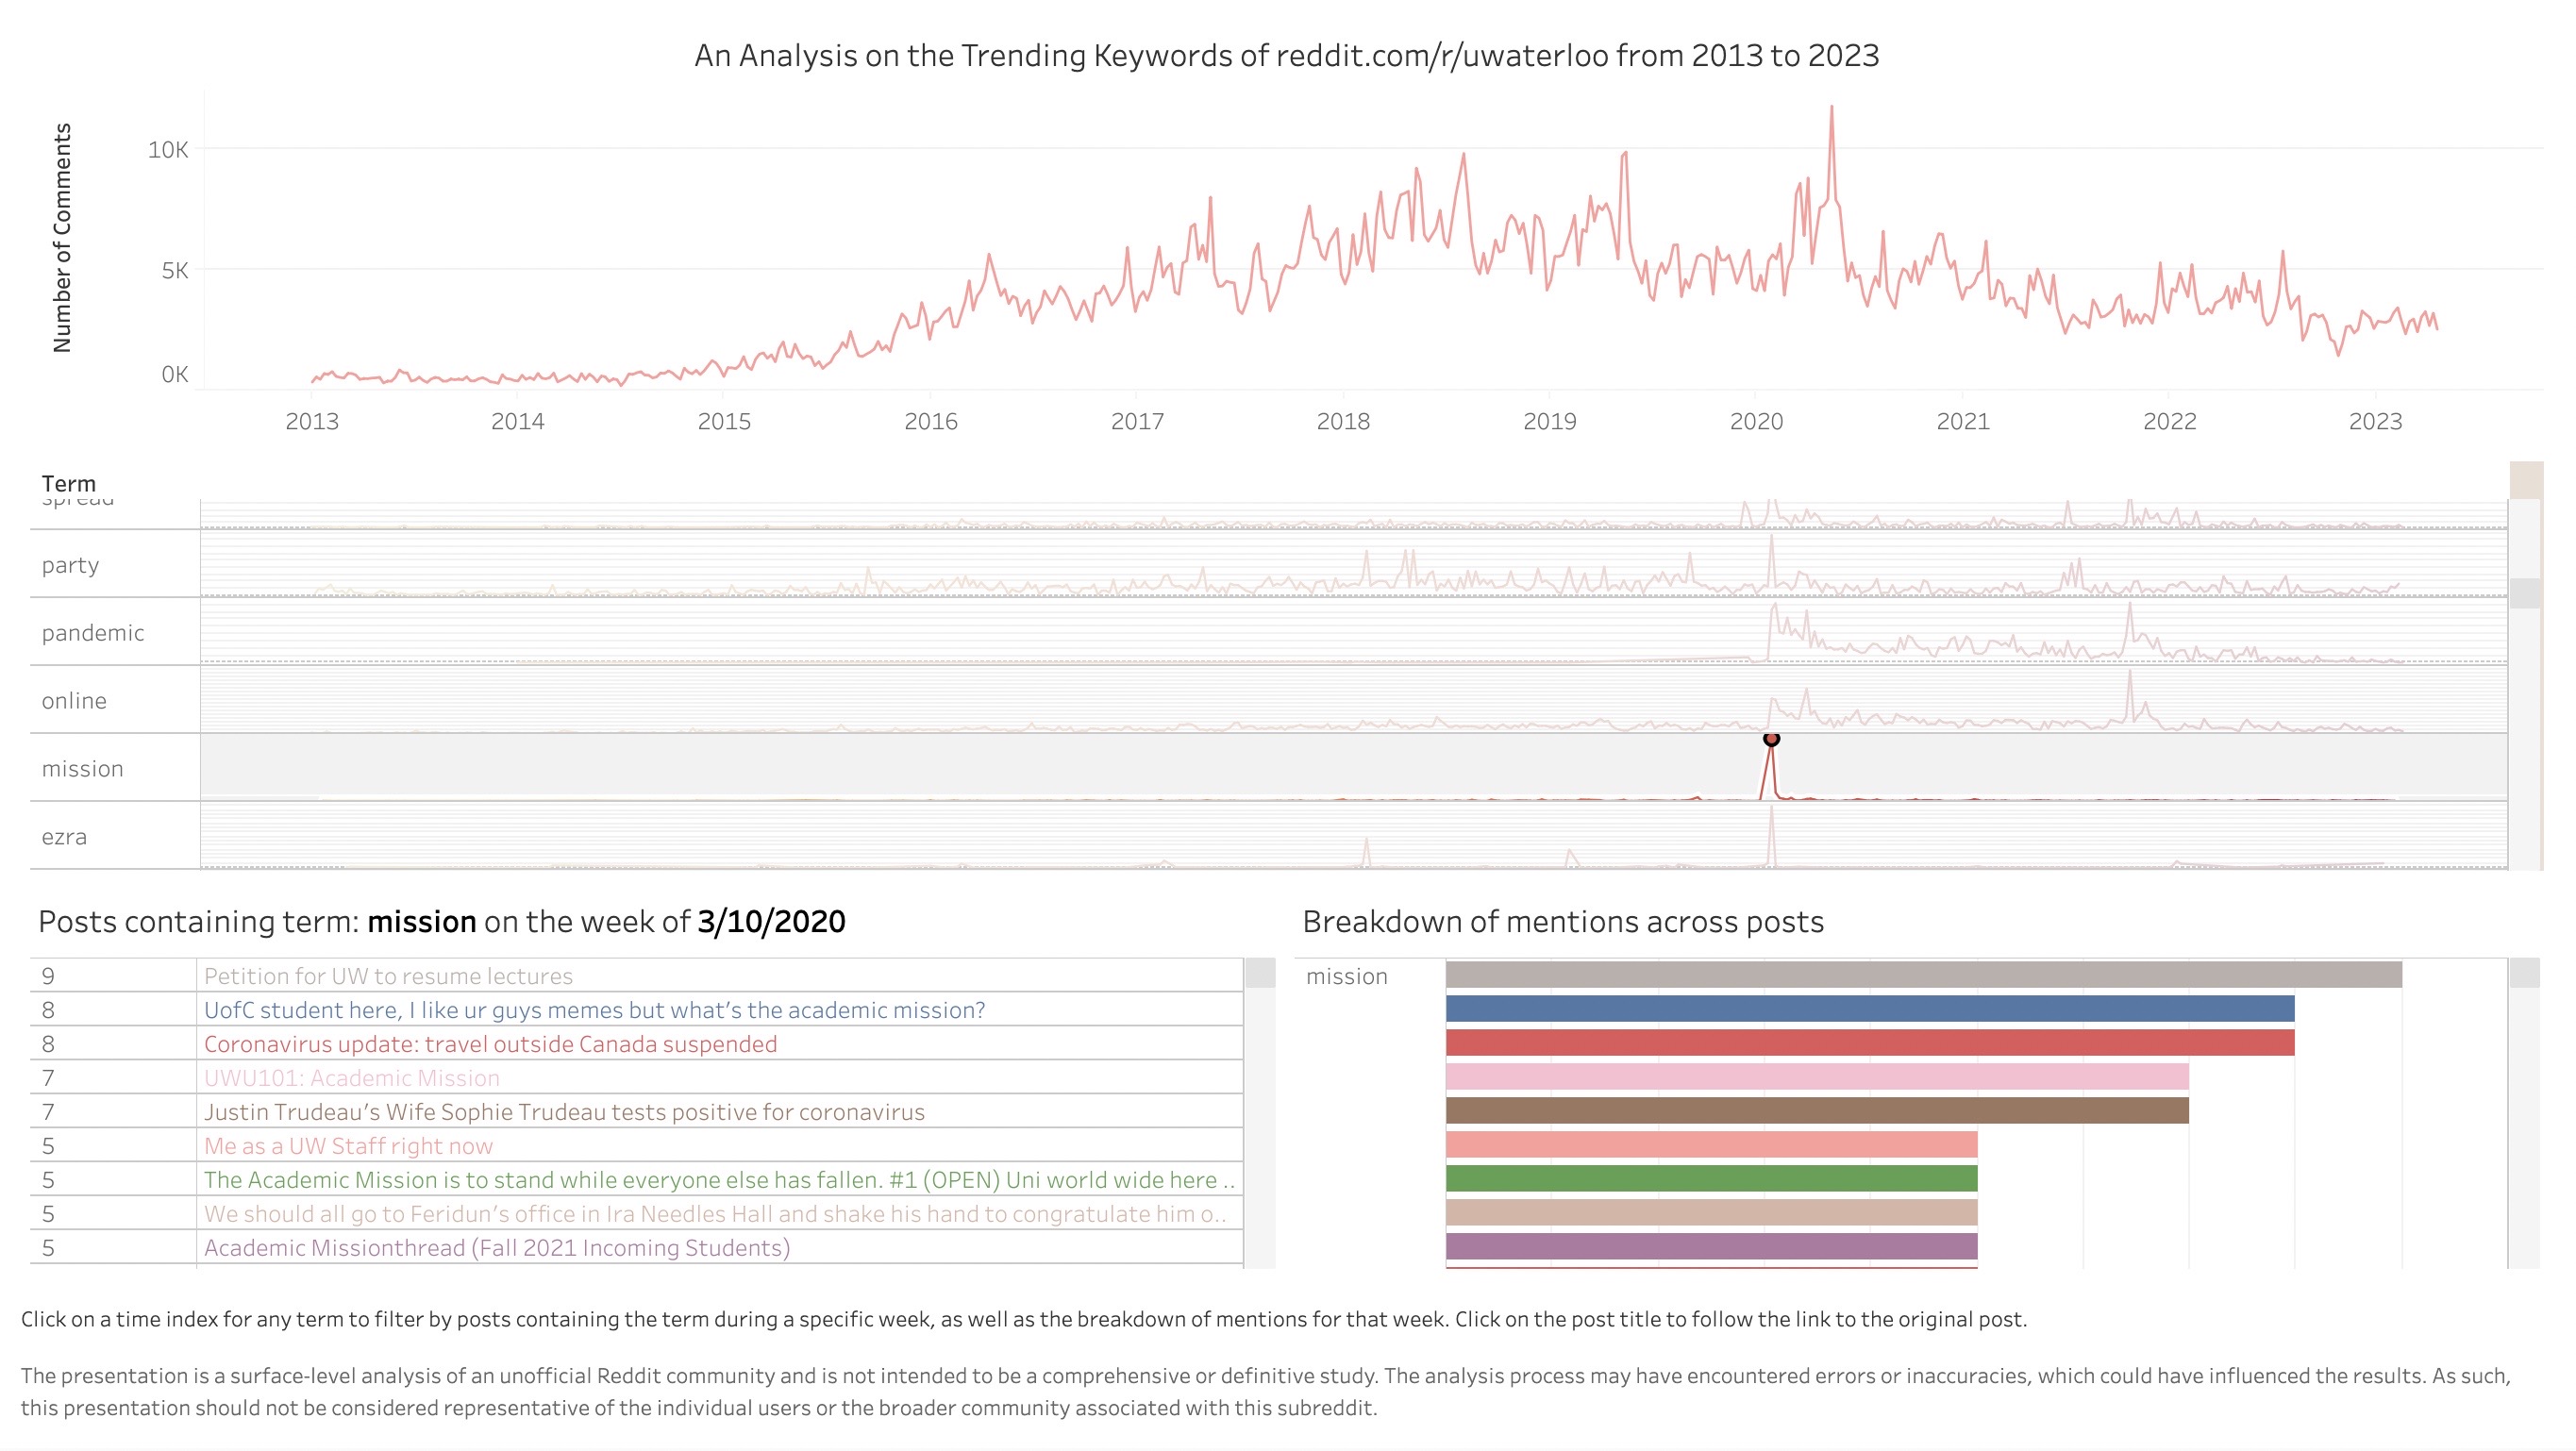 An Analysis on the Trending Keywords of reddit.com/r/uwaterloo from 2013 to 2023
Number of Comments
10K
5K
0K
2013 2014 2015 2016 2017 2018 2019 2020 2021 2022 2023
Term
spread
party
pandemic
online
mission
ezra
Posts containing term: mission on the week of 3/10/2020
9 Petition for UW to resume lectures
8 UofC student here, I like ur guys memes but what's the academic mission?
8 Coronavirus update: travel outside Canada suspended
7 UWU101: Academic Mission
7 Justin Trudeau's Wife Sophie Trudeau tests positive for coronavirus
5 Me as a UW Staff right now
5 The Academic Mission is to stand while everyone else has fallen. #1 (OPEN) Uni world wide here ..
5 We should all go to Feridun's office in Ira Needles Hall and shake his hand to congratulate him o..
5 Academic Missionthread (Fall 2021 Incoming Students)
Breakdown of mentions across posts
mission
Click on a time index for any term to filter by posts containing the term during a specific week, as well as the breakdown of mentions for that week. Click on the post title to follow the link to the original post.
The presentation is a surface-level analysis of an unofficial Reddit community and is not intended to be a comprehensive or definitive study. The analysis process may have encountered errors or inaccuracies, which could have influenced the results. As such,
this presentation should not be considered representative of the individual users or the broader community associated with this subreddit.